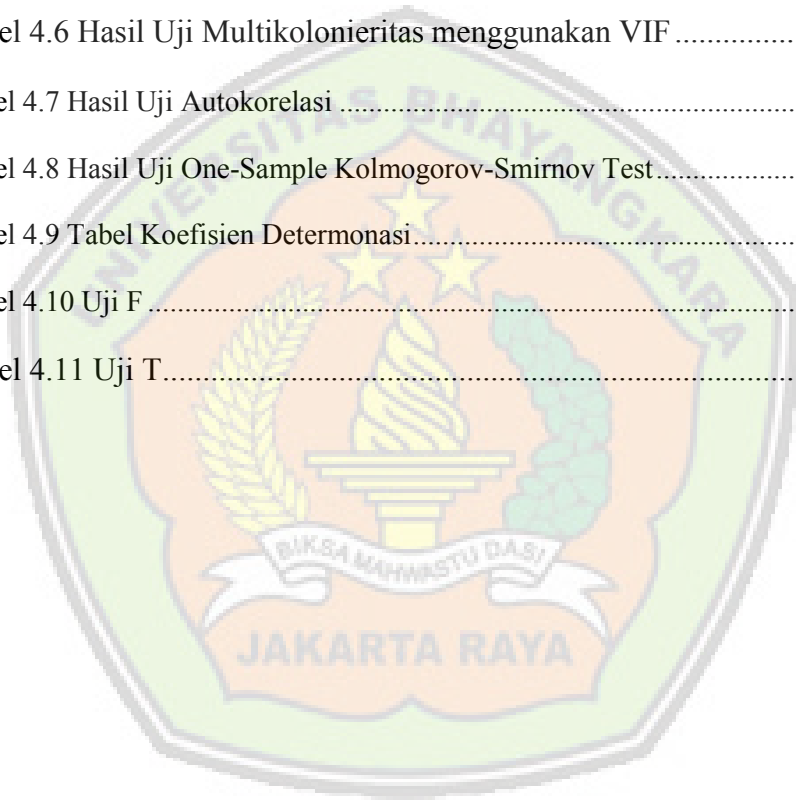 el 4.6 Hasil Uji Multikolonieritas menggunakan VIF................
el 4.7 Hasil Uji Autokorelasi ................................................................
el 4.8 Hasil Uji One-Sample Kolmogorov-Smirnov Test...................
el 4.9 Tabel Koefisien Determonasi.....................................................
el 4.10 Uji F ..........................................................................................
el 4.11 Uji T.....................................................................................
UNIVERSITAS BHAYANGKARA
BIKSA MAHWASTU DASI
JAKARTA RAYA